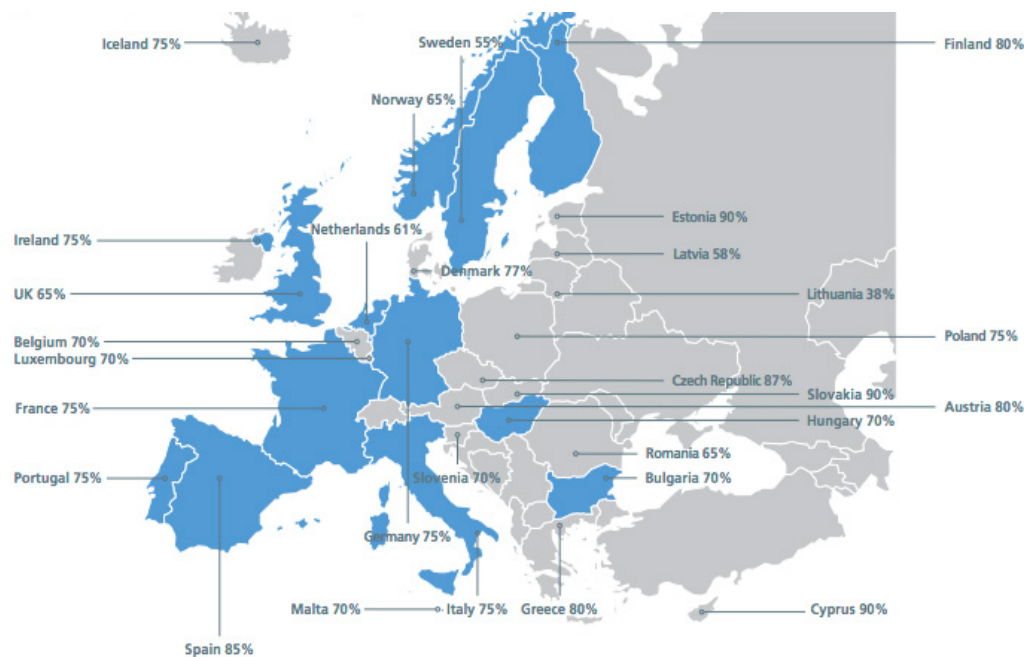 Iceland 75%
Sweden 55%
Finland 80%
Norway 65%
Estonia 90%
Netherlands 61%
Ireland 75%
Latvia 58%
Denmark 77%
UK 65%
Lithuania 38%
Belgium 70%
Poland 75%
Luxembourg 70%
Czech Republic 87%
Slovakia 90%
France 75%
Austria 80%
Hungary 70%
Romania 65%
Portugal 75%
Slovenia 70%
Bulgaria 70%
Germany 75%
Malta 70%
Italy 75%
Greece 80%
Cyprus 90%
Spain 85%